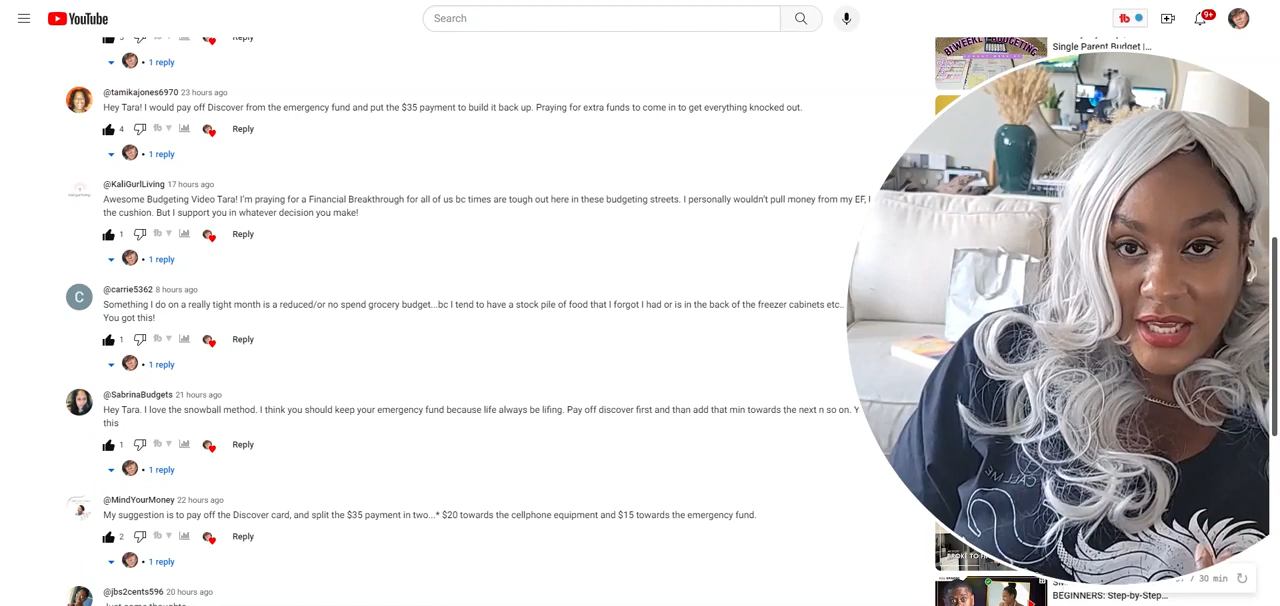 YouTube
Search
9+
Reply
1 reply
@tamikajones6970 23 hours ago
Hey Tara! I would pay off Discover from the emergency fund and put the $35 payment to build it back up. Praying for extra funds to come in to get everything knocked out.
4
Reply
1 reply
@KaliGurlLiving 17 hours ago
Awesome Budgeting Video Tara! I'm praying for a Financial Breakthrough for all of us bc times are tough out here in these budgeting streets. I personally wouldn't pull money from my EF, I
the cushion. But I support you in whatever decision you make!
1
Reply
1 reply
@carrie5362 8 hours ago
C
Something I do on a really tight month is a reduced/or no spend grocery budget...bc I tend to have a stock pile of food that I forgot I had or is in the back of the freezer cabinets etc..
You got this!
1
Reply
1 reply
@SabrinaBudgets 21 hours ago
Hey Tara. I love the snowball method. I think you should keep your emergency fund because life always be lifing. Pay off discover first and than add that min towards the next n so on. Y
this
1
Reply
1 reply
@MindYourMoney 22 hours ago
My suggestion is to pay off the Discover card, and split the $35 payment in two...* $20 towards the cellphone equipment and $15 towards the emergency fund.
2
Reply
1 reply
@jbs2cents596 20 hours ago
Just some thoughts
BIWEEKLY BUDGETING
Single Parent Budget |...
CALL ME
/ 30 min
BEGINNERS: Step-by-Step...